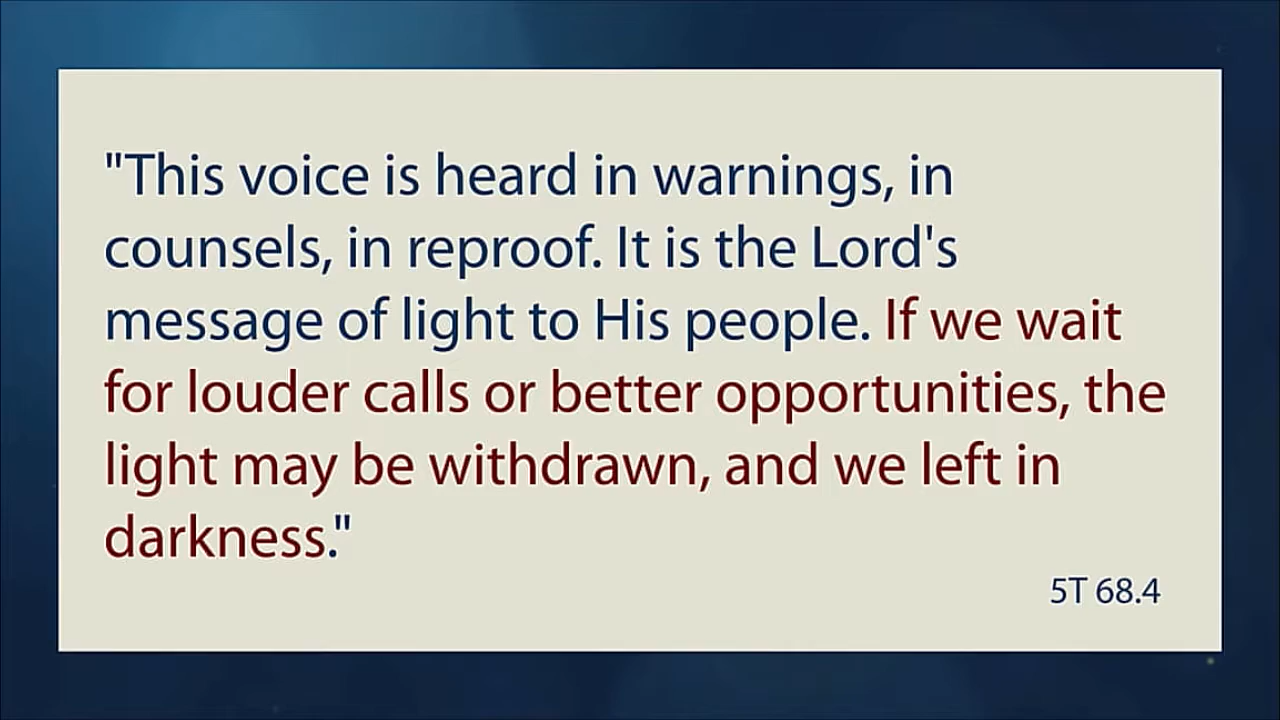 "This voice is heard in warnings, in
counsels, in reproof. It is the Lord's
message of light to His people. If we wait
for louder calls or better opportunities, the
light may be withdrawn, and we left in
darkness."
5T 68.4